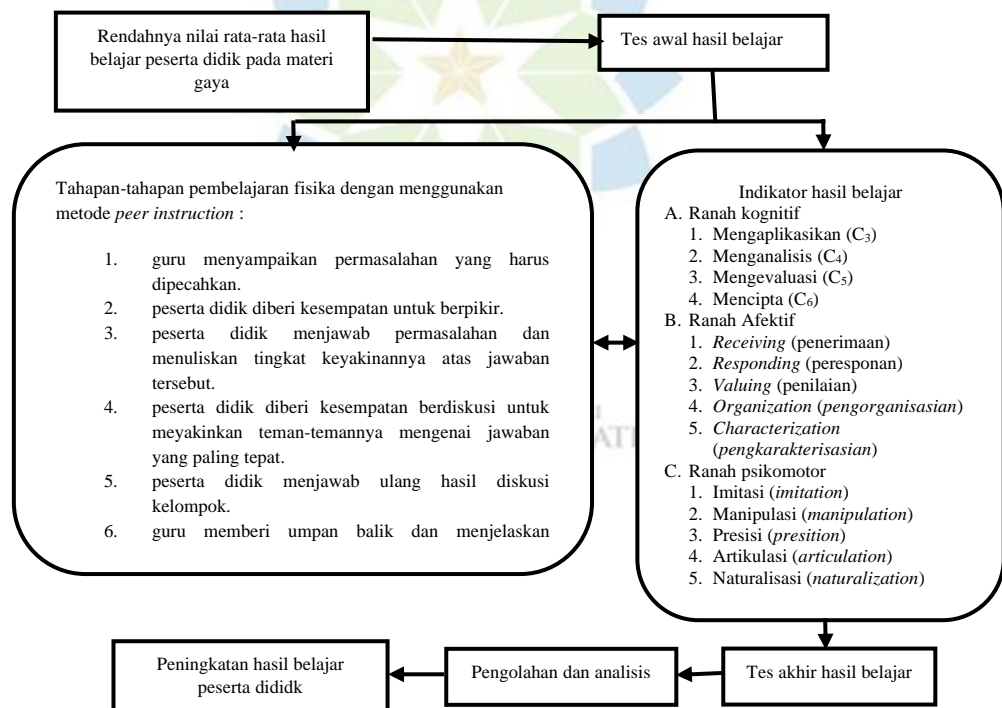 Rendahnya nilai rata-rata hasil
belajar peserta didik pada materi
gaya
Tes awal hasil belajar
Tahapan-tahapan pembelajaran fisika dengan menggunakan
metode peer instruction :
1. guru menyampaikan permasalahan yang harus
dipecahkan.
2. peserta didik diberi kesempatan untuk berpikir.
3. peserta didik menjawab permasalahan dan
menuliskan tingkat keyakinannya atas jawaban
tersebut.
4. peserta didik diberi kesempatan berdiskusi untuk
meyakinkan teman-temannya mengenai jawaban
yang paling tepat.
5. peserta didik menjawab ulang hasil diskusi
kelompok.
6. guru memberi umpan balik dan menjelaskan
Indikator hasil belajar
A. Ranah kognitif
1. Mengaplikasikan (C₃)
2. Menganalisis (C₄)
3. Mengevaluasi (C₅)
4. Mencipta (C₆)
B. Ranah Afektif
1. Receiving (penerimaan)
2. Responding (peresponan)
3. Valuing (penilaian)
4. Organization (pengorganisasian)
5. Characterization
(pengkarakterisasian)
C. Ranah psikomotor
1. Imitasi (imitation)
2. Manipulasi (manipulation)
3. Presisi (presition)
4. Artikulasi (articulation)
5. Naturalisasi (naturalization)
Peningkatan hasil belajar
peserta dididk
Pengolahan dan analisis
Tes akhir hasil belajar